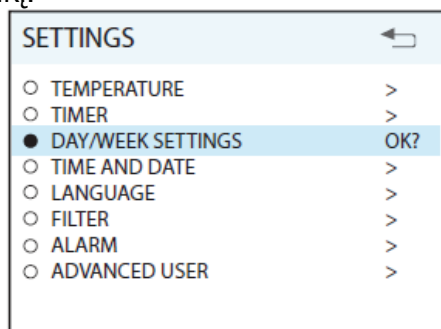 SETTINGS
TEMPERATURE >
TIMER >
DAY/WEEK SETTINGS OK?
TIME AND DATE >
LANGUAGE >
FILTER >
ALARM >
ADVANCED USER >